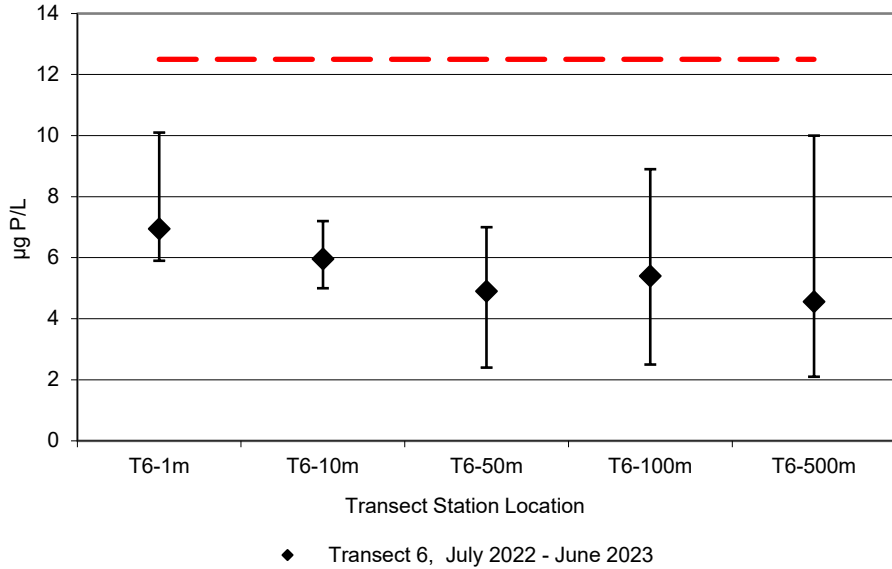 14
12
10
8
6
4
2
0
µg P/L
T6-1m T6-10m T6-50m T6-100m T6-500m
Transect Station Location
Transect 6, July 2022 - June 2023